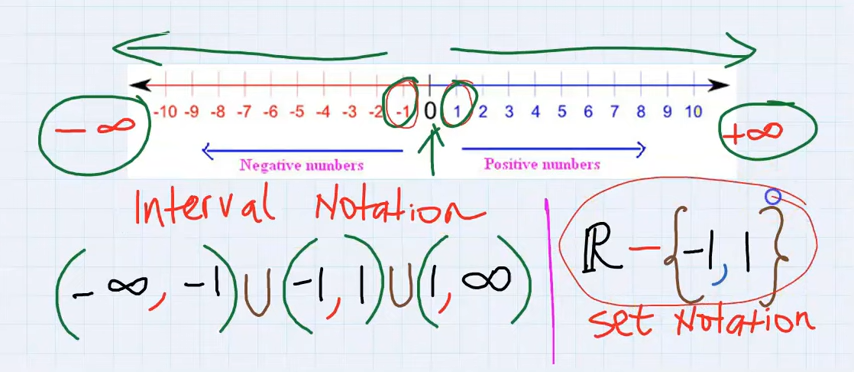 -10 -9 -8 -7 -6 -5 -4 -3 -2 -1 0 1 2 3 4 5 6 7 8 9 10
- ∞ +∞
Negative numbers Positive numbers
Interval Notation
(- ∞, -1) U (-1, 1) U (1, ∞)
ℝ - {-1, 1}
set Notation